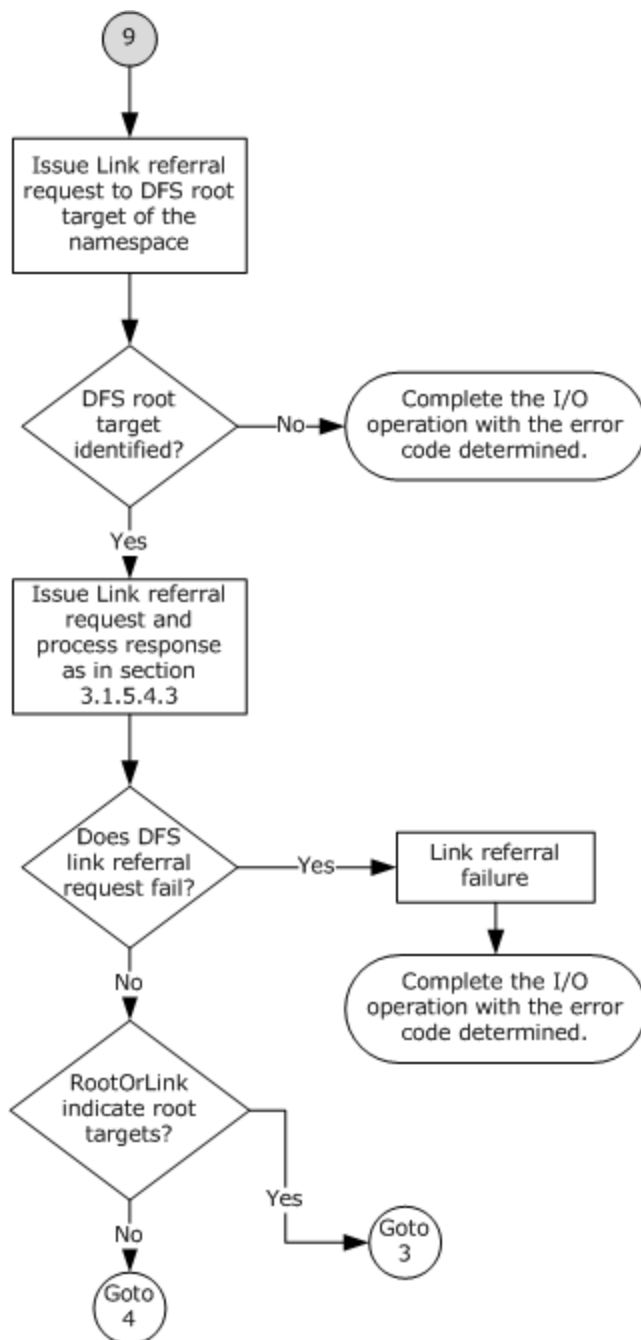 9
Issue Link referral
request to DFS root
target of the
namespace
DFS root
target
identified?
No
Complete the I/O
operation with the error
code determined.
Yes
Issue Link referral
request and
process response
as in section
3.1.5.4.3
Does DFS
link referral
request fail?
Yes
Link referral
failure
Complete the I/O
operation with the error
code determined.
No
RootOrLink
indicate root
targets?
Yes
Goto
3
No
Goto
4